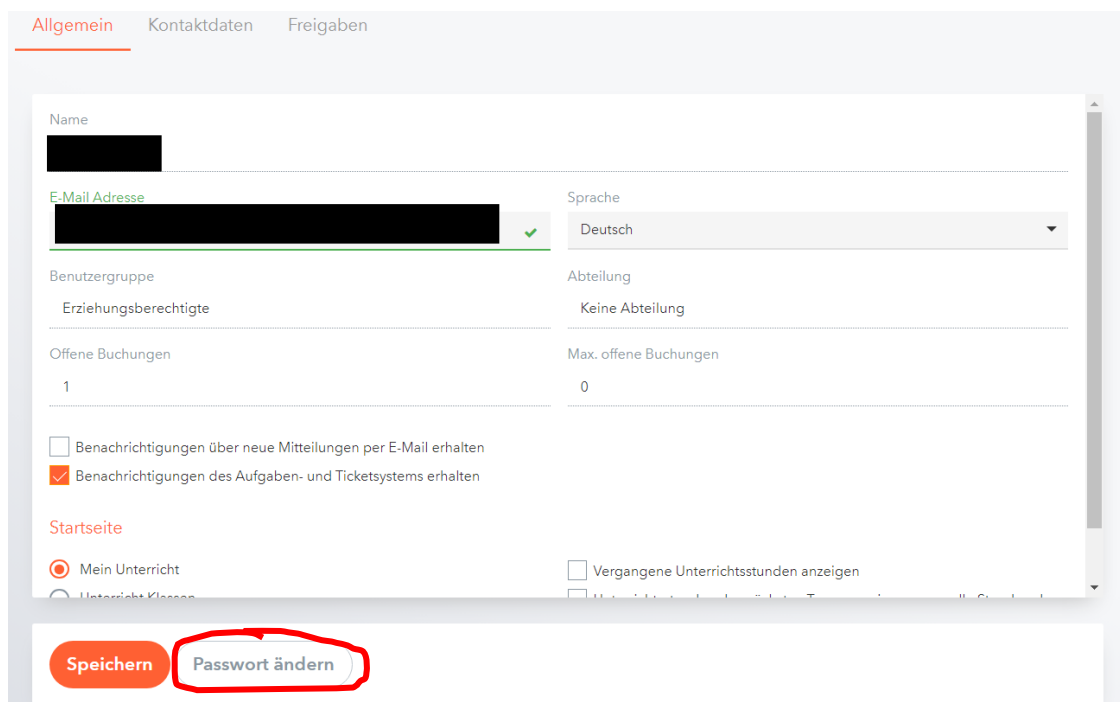 Allgemein Kontaktdaten Freigaben
Name
E-Mail Adresse Sprache
Deutsch
Benutzergruppe Abteilung
Erziehungsberechtigte Keine Abteilung
Offene Buchungen Max. offene Buchungen
1 0
Benachrichtigungen über neue Mitteilungen per E-Mail erhalten
Benachrichtigungen des Aufgaben- und Ticketsystems erhalten
Startseite
Mein Unterricht Vergangene Unterrichtsstunden anzeigen
Unterricht Klassen
Speichern Passwort ändern